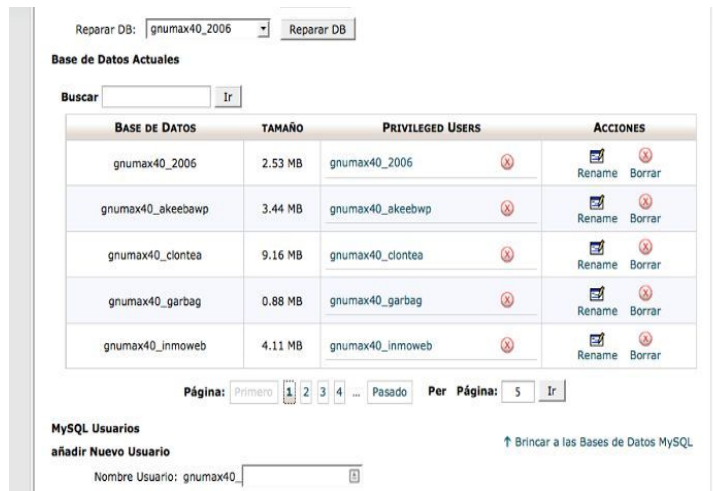 Reparar DB: gnumax40_2006 Reparar DB
Base de Datos Actuales
Buscar Ir
BASE DE DATOS TAMAÑO PRIVILEGED USERS ACCIONES
gnumax40_2006 2.53 MB gnumax40_2006 Rename Borrar
gnumax40_akeebawp 3.44 MB gnumax40_akeebwp Rename Borrar
gnumax40_clontea 9.16 MB gnumax40_clontea Rename Borrar
gnumax40_garbag 0.88 MB gnumax40_garbag Rename Borrar
gnumax40_inmoweb 4.11 MB gnumax40_inmoweb Rename Borrar
Página: Primero 1 2 3 4 ... Pasado Per Página: 5 Ir
MySQL Usuarios
↑ Brincar a las Bases de Datos MySQL
añadir Nuevo Usuario
Nombre Usuario: gnumax40_